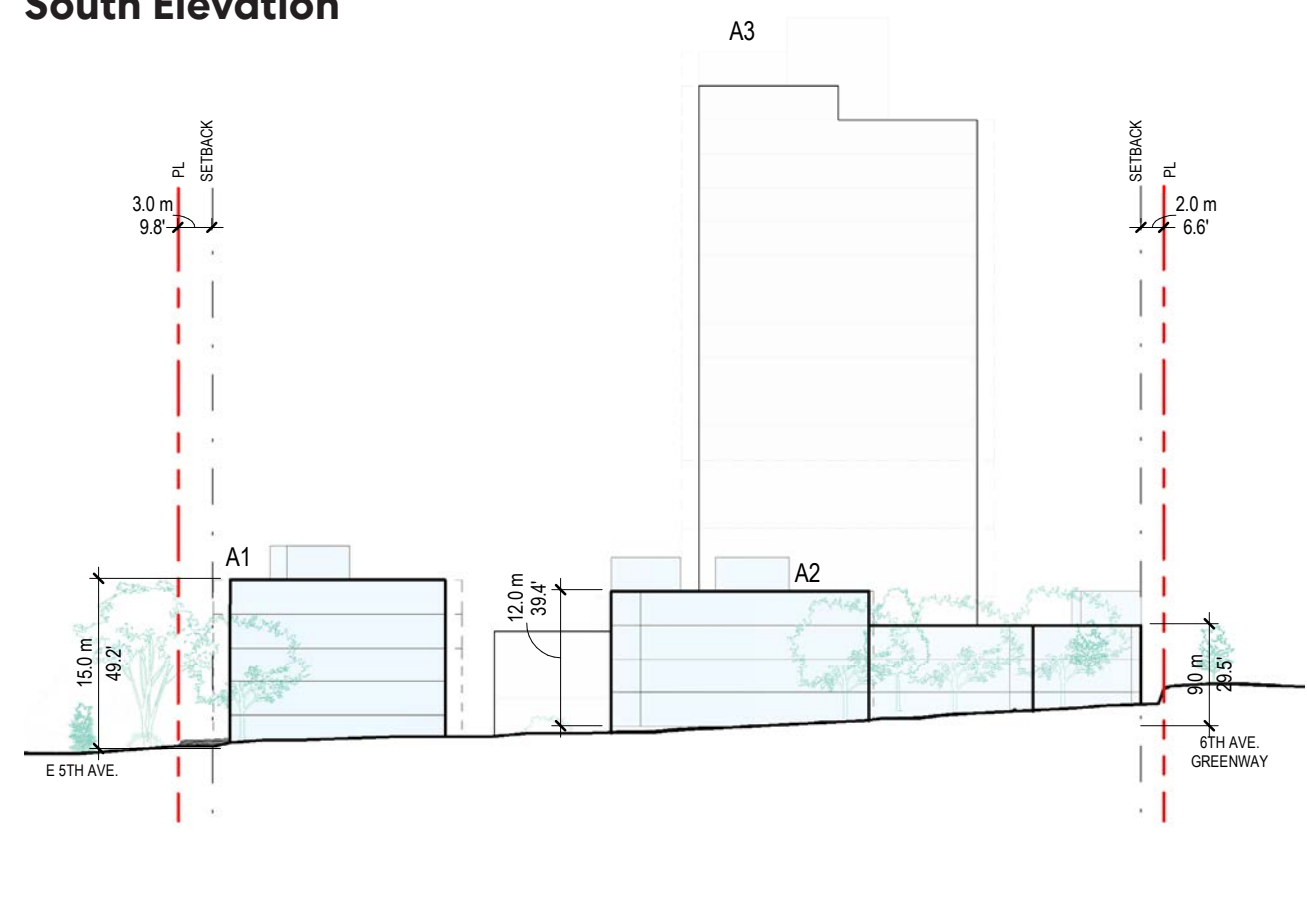 South Elevation
A3
PL
SETBACK
3.0 m
9.8'
SETBACK
PL
2.0 m
6.6'
A1
15.0 m
49.2'
12.0 m
39.4'
A2
9.0 m
29.5'
E 5TH AVE.
6TH AVE.
GREENWAY